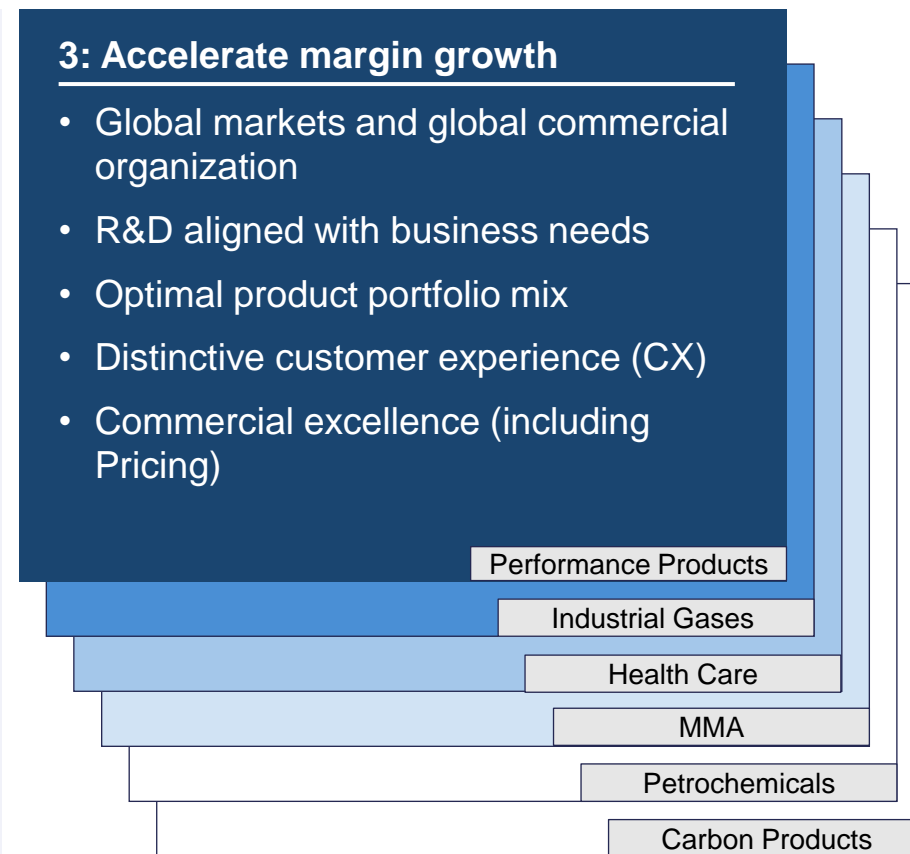 3: Accelerate margin growth
• Global markets and global commercial
organization
• R&D aligned with business needs
• Optimal product portfolio mix
• Distinctive customer experience (CX)
• Commercial excellence (including
Pricing)
Performance Products
Industrial Gases
Health Care
MMA
Petrochemicals
Carbon Products